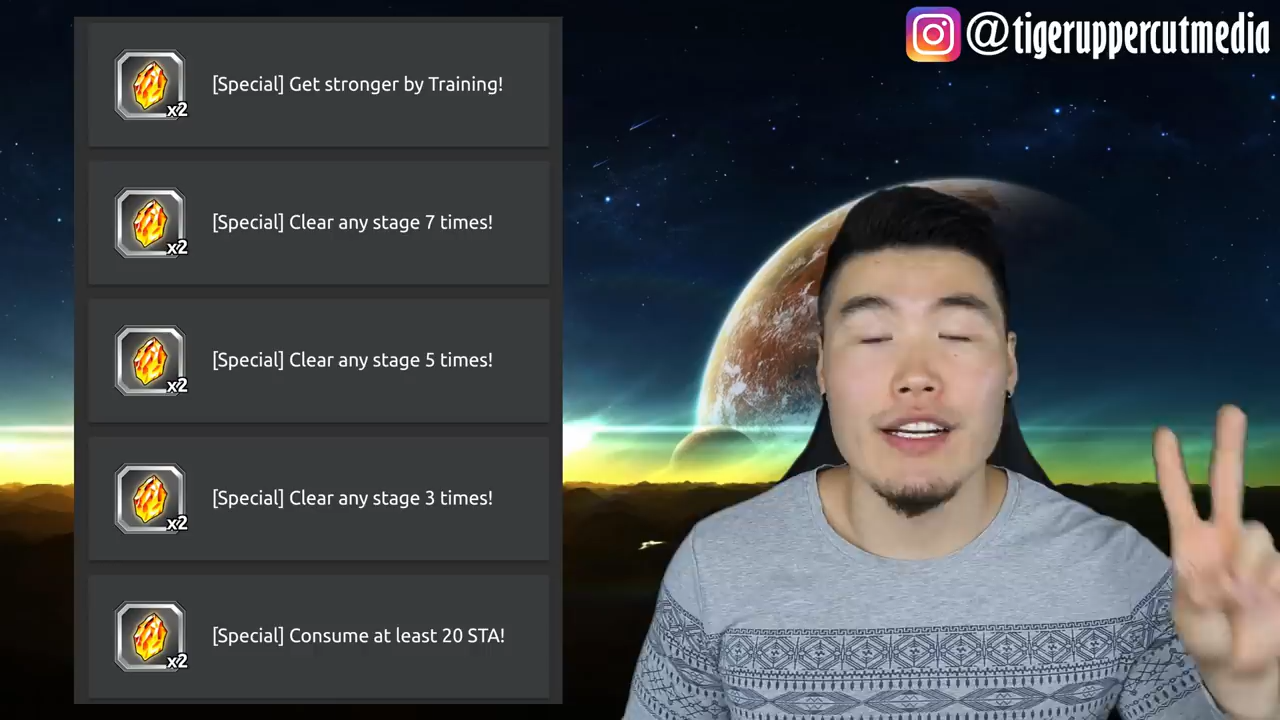 @tigeruppercutmedia
x2
[Special] Get stronger by Training!
x2
[Special] Clear any stage 7 times!
x2
[Special] Clear any stage 5 times!
x2
[Special] Clear any stage 3 times!
x2
[Special] Consume at least 20 STA!